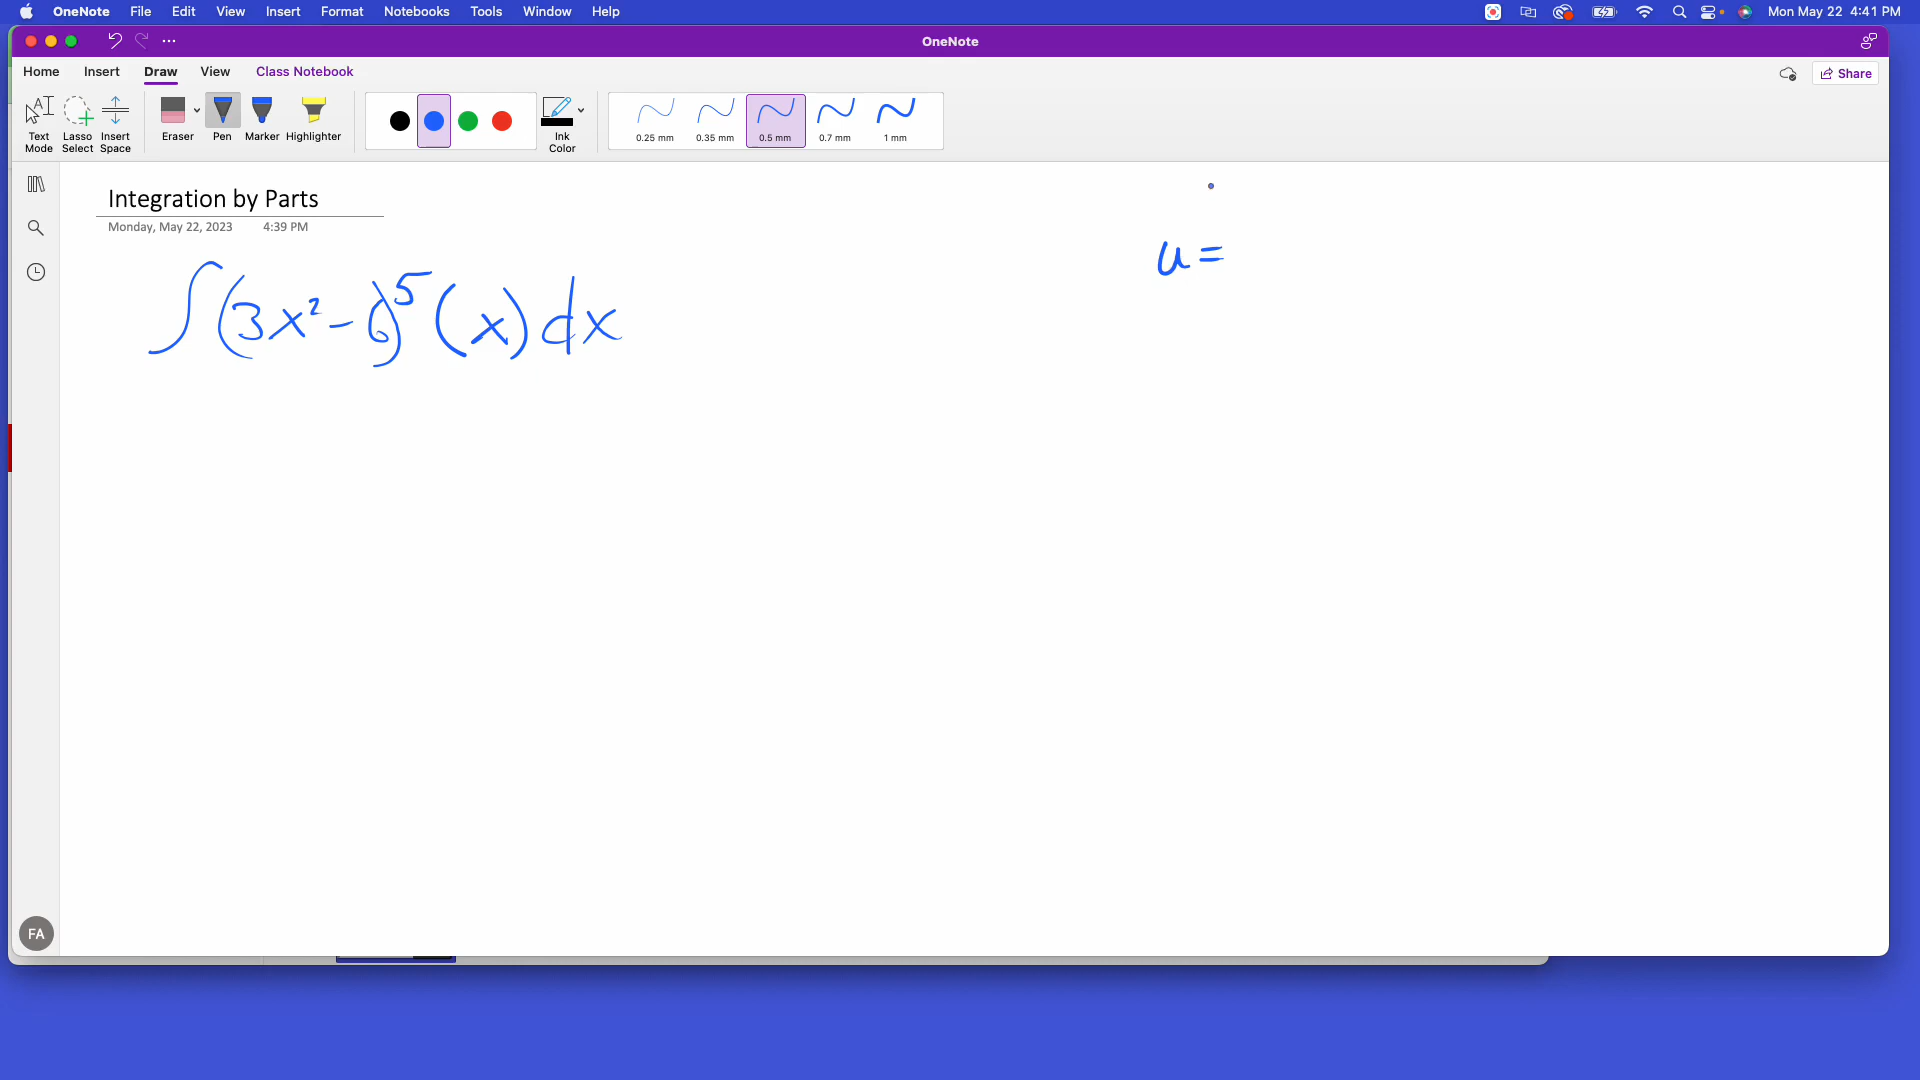 OneNote File Edit View Insert Format Notebooks Tools Window Help Mon May 22 4:41 PM
OneNote
Home Insert Draw View Class Notebook Share
Text Mode Lasso Select Insert Space Eraser Pen Marker Highlighter Ink Color 0.25 mm 0.35 mm 0.5 mm 0.7 mm 1 mm
Integration by Parts
Monday, May 22, 2023 4:39 PM
u =
∫(3x² - 6)⁵ (x) dx
FA